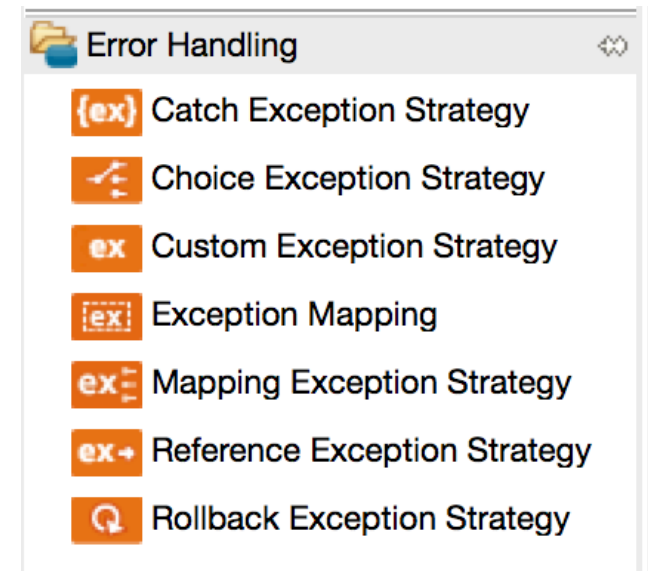 Error Handling
{ex} Catch Exception Strategy
Choice Exception Strategy
ex Custom Exception Strategy
ex Exception Mapping
ex Mapping Exception Strategy
ex Reference Exception Strategy
Rollback Exception Strategy